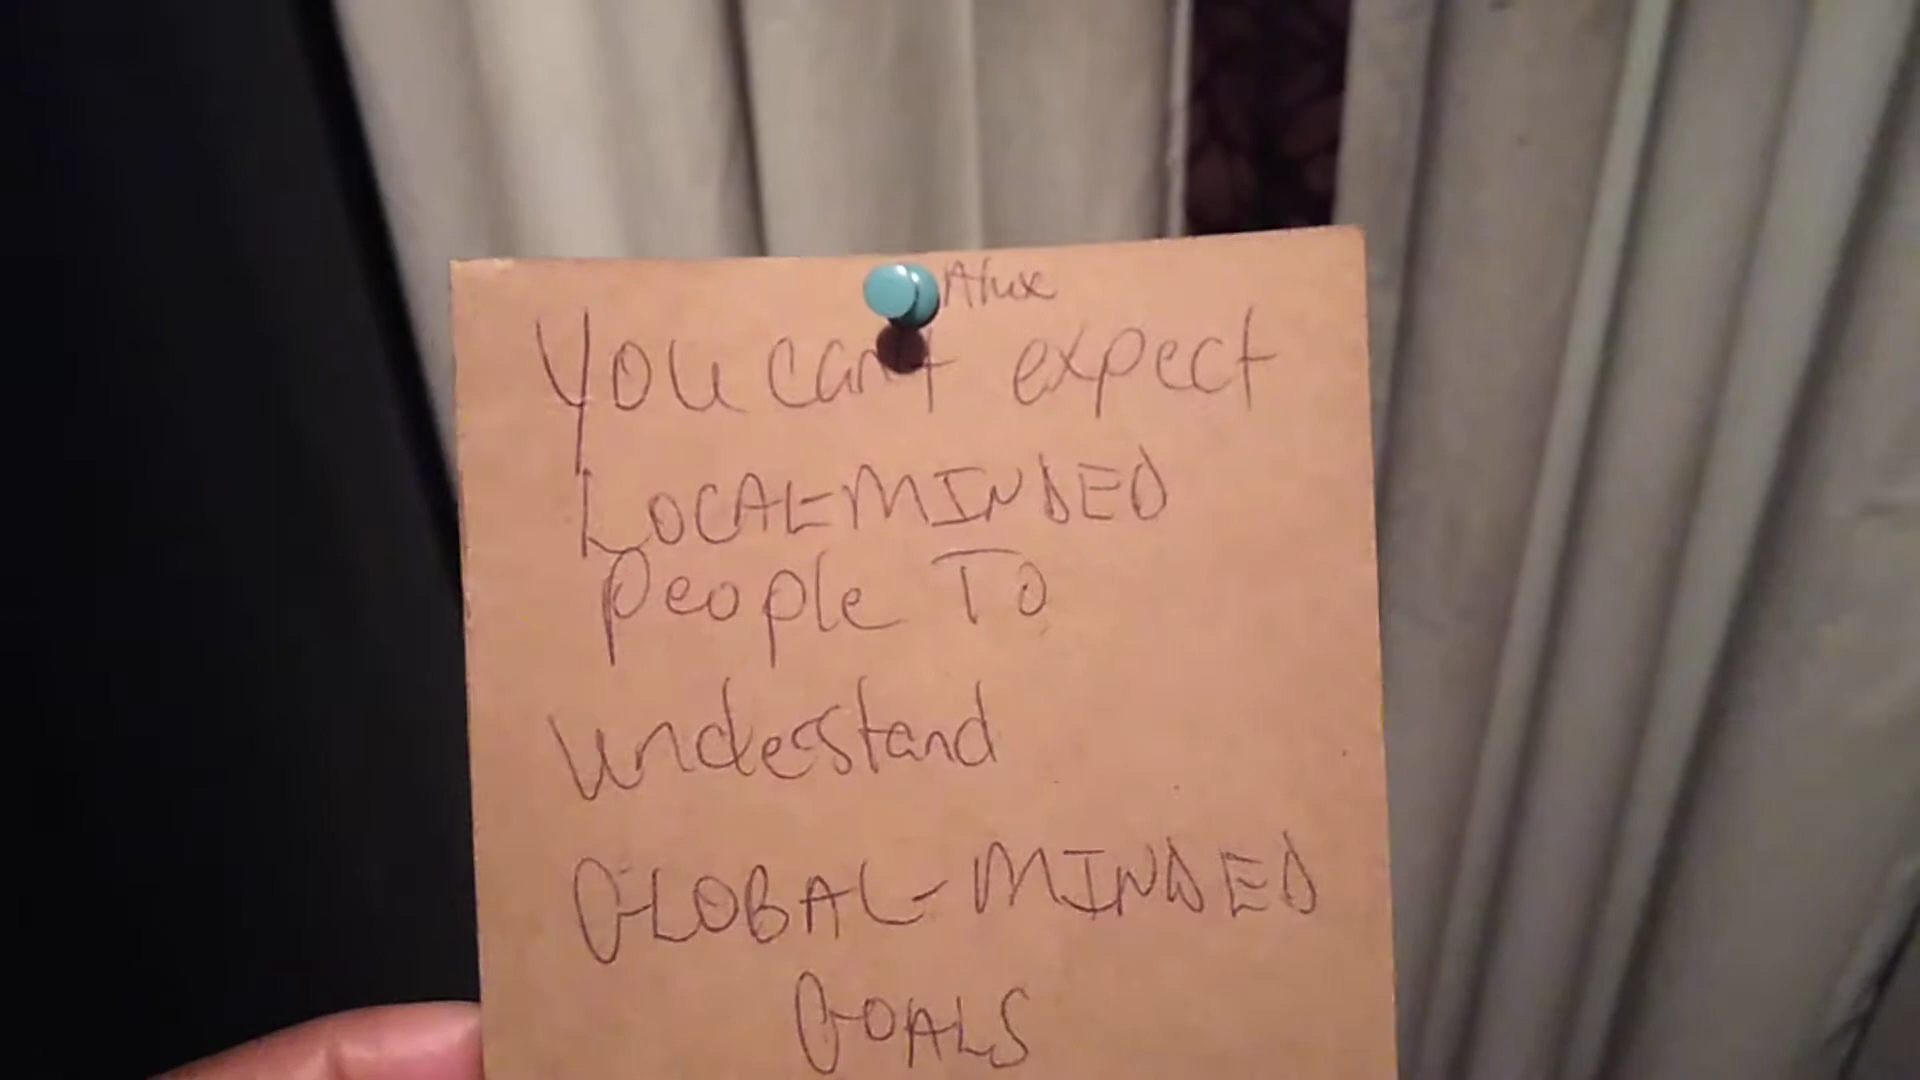 Alux
You can't expect
LOCAL-MINDED
people To
understand
GLOBAL-MINDED
GOALS